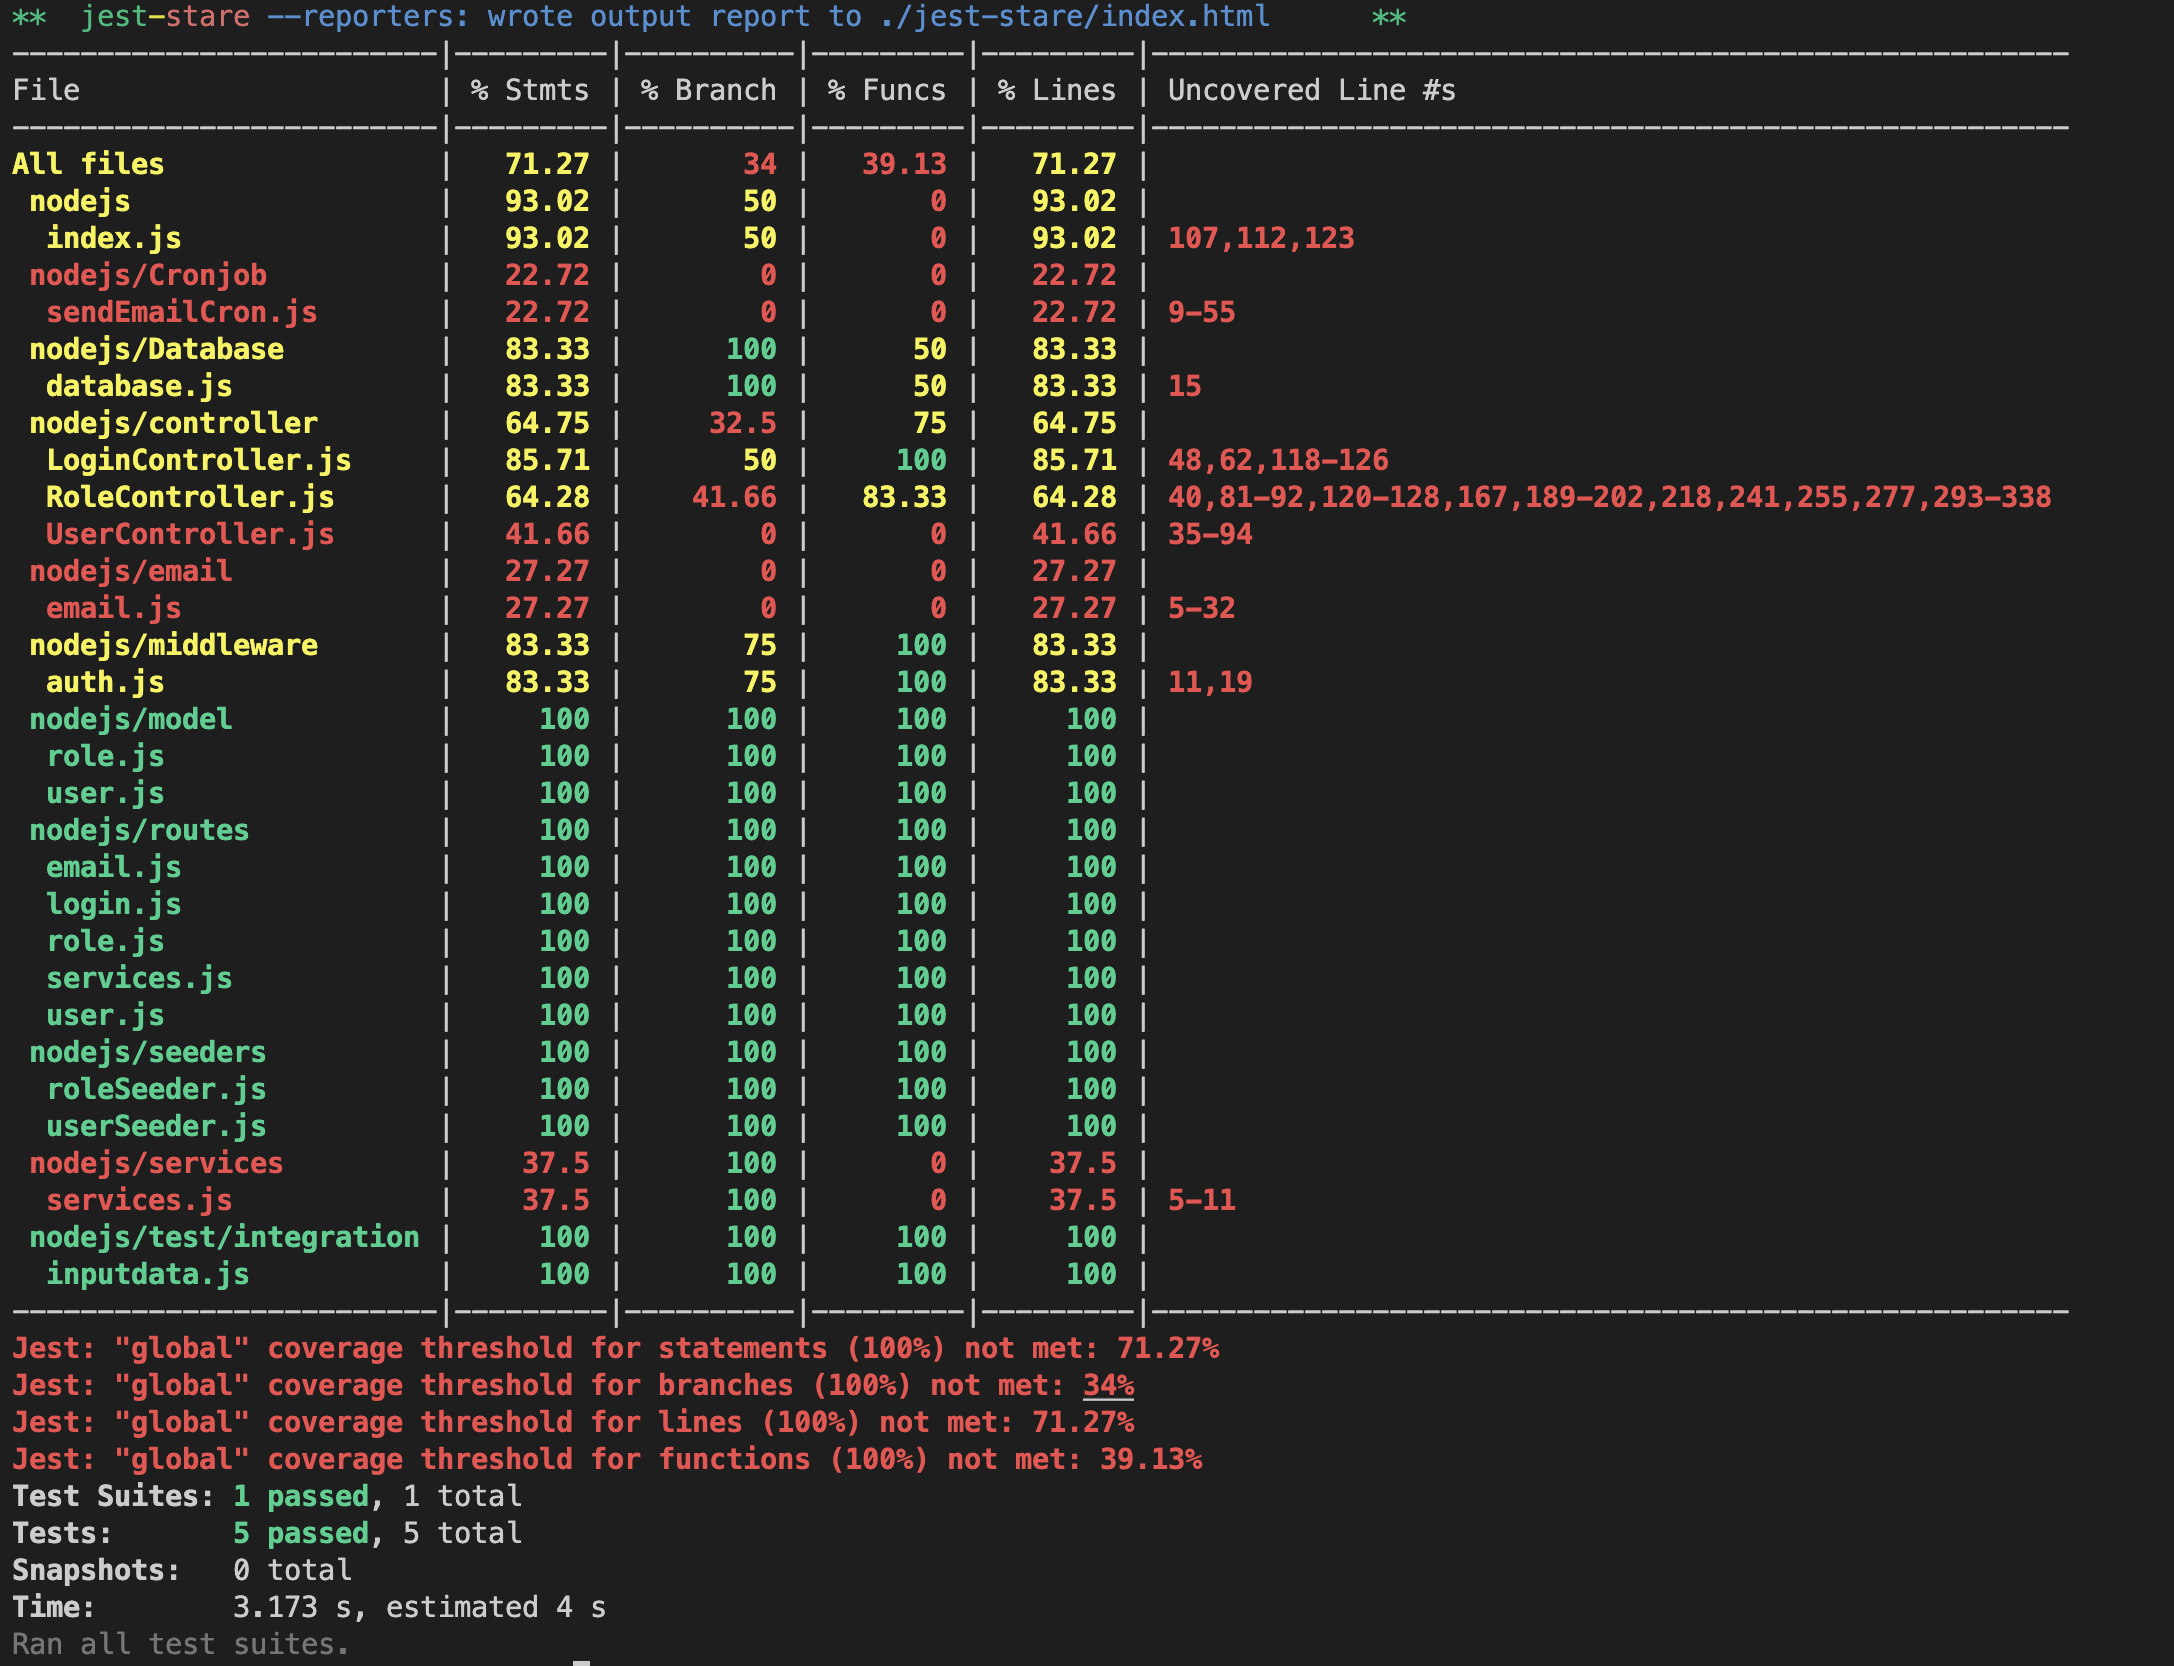 ** jest-stare --reporters: wrote output report to ./jest-stare/index.html **
--------------------------|---------|----------|---------|---------|------------------------------------------------------
File | % Stmts | % Branch | % Funcs | % Lines | Uncovered Line #s
--------------------------|---------|----------|---------|---------|------------------------------------------------------
All files | 71.27 | 34 | 39.13 | 71.27 |
nodejs | 93.02 | 50 | 0 | 93.02 |
index.js | 93.02 | 50 | 0 | 93.02 | 107,112,123
nodejs/Cronjob | 22.72 | 0 | 0 | 22.72 |
sendEmailCron.js | 22.72 | 0 | 0 | 22.72 | 9-55
nodejs/Database | 83.33 | 100 | 50 | 83.33 |
database.js | 83.33 | 100 | 50 | 83.33 | 15
nodejs/controller | 64.75 | 32.5 | 75 | 64.75 |
LoginController.js | 85.71 | 50 | 100 | 85.71 | 48,62,118-126
RoleController.js | 64.28 | 41.66 | 83.33 | 64.28 | 40,81-92,120-128,167,189-202,218,241,255,277,293-338
UserController.js | 41.66 | 0 | 0 | 41.66 | 35-94
nodejs/email | 27.27 | 0 | 0 | 27.27 |
email.js | 27.27 | 0 | 0 | 27.27 | 5-32
nodejs/middleware | 83.33 | 75 | 100 | 83.33 |
auth.js | 83.33 | 75 | 100 | 83.33 | 11,19
nodejs/model | 100 | 100 | 100 | 100 |
role.js | 100 | 100 | 100 | 100 |
user.js | 100 | 100 | 100 | 100 |
nodejs/routes | 100 | 100 | 100 | 100 |
email.js | 100 | 100 | 100 | 100 |
login.js | 100 | 100 | 100 | 100 |
role.js | 100 | 100 | 100 | 100 |
services.js | 100 | 100 | 100 | 100 |
user.js | 100 | 100 | 100 | 100 |
nodejs/seeders | 100 | 100 | 100 | 100 |
roleSeeder.js | 100 | 100 | 100 | 100 |
userSeeder.js | 100 | 100 | 100 | 100 |
nodejs/services | 37.5 | 100 | 0 | 37.5 |
services.js | 37.5 | 100 | 0 | 37.5 | 5-11
nodejs/test/integration | 100 | 100 | 100 | 100 |
inputdata.js | 100 | 100 | 100 | 100 |
--------------------------|---------|----------|---------|---------|------------------------------------------------------
Jest: "global" coverage threshold for statements (100%) not met: 71.27%
Jest: "global" coverage threshold for branches (100%) not met: 34%
Jest: "global" coverage threshold for lines (100%) not met: 71.27%
Jest: "global" coverage threshold for functions (100%) not met: 39.13%
Test Suites: 1 passed, 1 total
Tests: 5 passed, 5 total
Snapshots: 0 total
Time: 3.173 s, estimated 4 s
Ran all test suites.